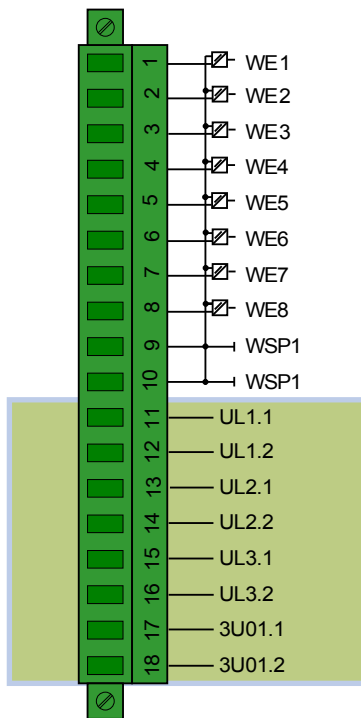 1 WE1
2 WE2
3 WE3
4 WE4
5 WE5
6 WE6
7 WE7
8 WE8
9 WSP1
10 WSP1
11 UL1.1
12 UL1.2
13 UL2.1
14 UL2.2
15 UL3.1
16 UL3.2
17 3U01.1
18 3U01.2